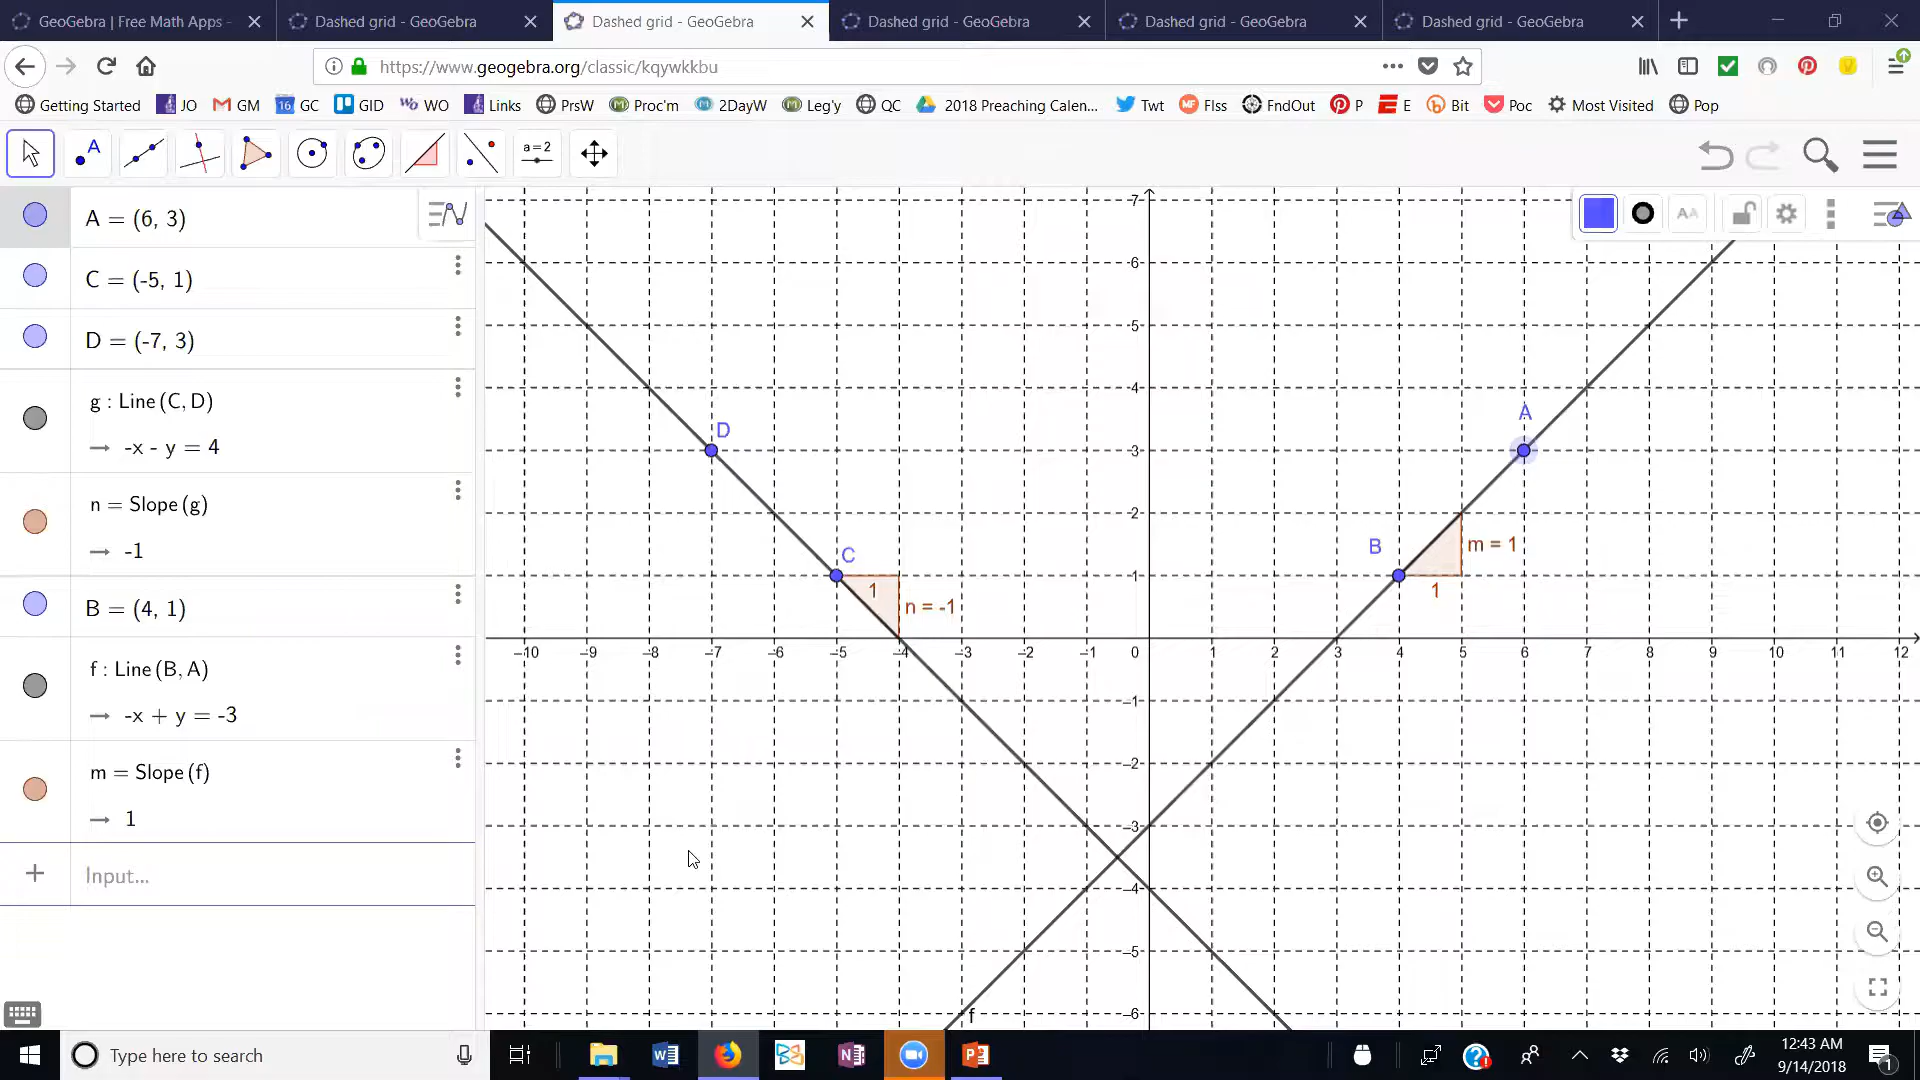 GeoGebra | Free Math Apps -
Dashed grid - GeoGebra
Dashed grid - GeoGebra
Dashed grid - GeoGebra
Dashed grid - GeoGebra
Dashed grid - GeoGebra
https://www.geogebra.org/classic/kqywkkbu
Getting Started JO GM 16 GC GID WO Links PrsW Proc'm 2DayW Leg'y QC 2018 Preaching Calen... Twt FIss FndOut P E Bit Poc Most Visited Pop
A a=2
A = (6, 3)
C = (-5, 1)
D = (-7, 3)
g : Line (C, D)
→ -x - y = 4
n = Slope (g)
→ -1
B = (4, 1)
f : Line (B, A)
→ -x + y = -3
m = Slope (f)
→ 1
+ Input...
AA
7
6
5
4
A
D
3
2
B
m = 1
C
1
1
1
n = -1
-10 -9 -8 -7 -6 -5 -4 -3 -2 -1 0 1 2 3 4 5 6 7 8 9 10 11 12
-1
-2
-3
-4
-5
-6
f
Type here to search
12:43 AM
9/14/2018
1